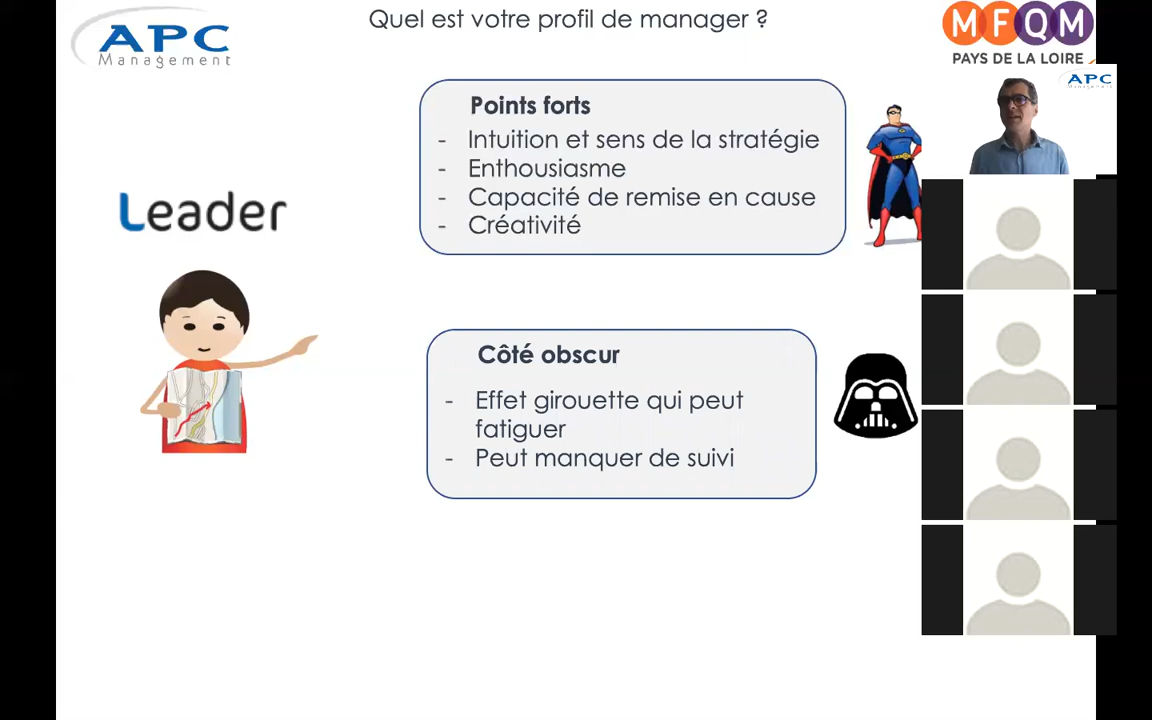 Quel est votre profil de manager ?
APC
Management
MFQM
PAYS DE LA LOIRE
APC
Management
Points forts
- Intuition et sens de la stratégie
- Enthousiasme
- Capacité de remise en cause
- Créativité
Leader
Côté obscur
- Effet girouette qui peut
fatiguer
- Peut manquer de suivi